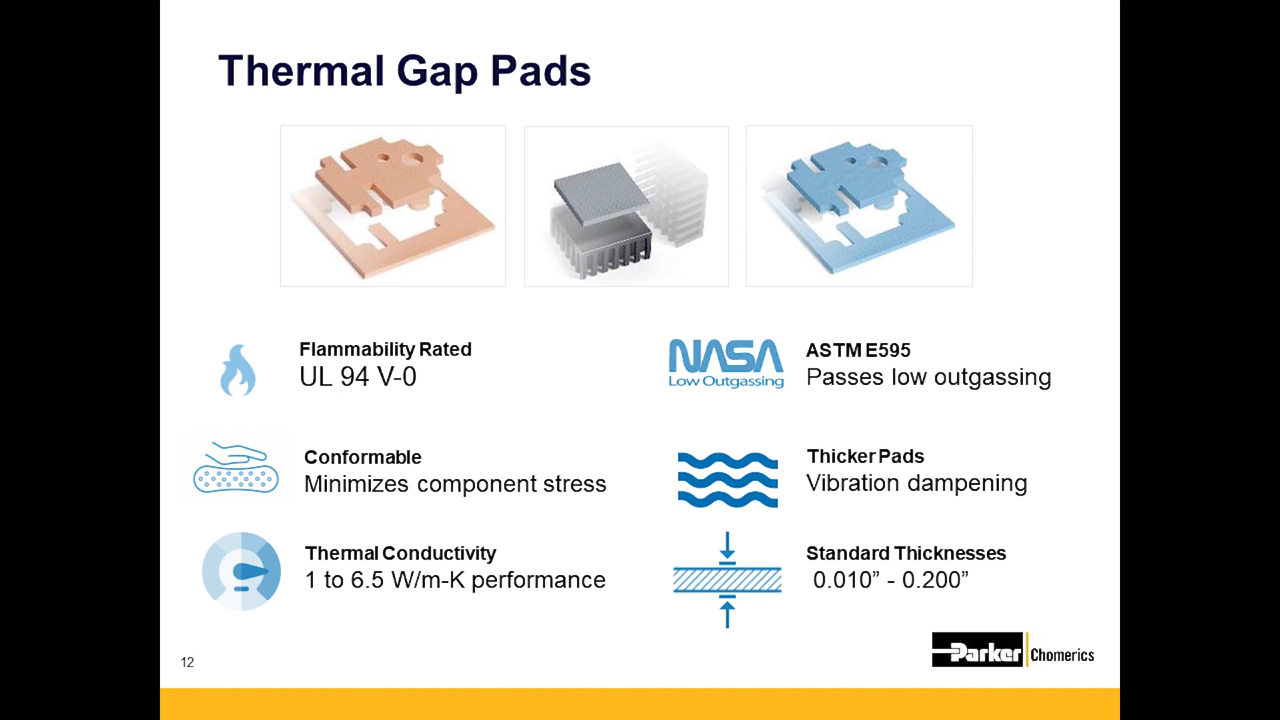 Thermal Gap Pads
Flammability Rated
UL 94 V-0
NASA
Low Outgassing
ASTM E595
Passes low outgassing
Conformable
Minimizes component stress
Thicker Pads
Vibration dampening
Thermal Conductivity
1 to 6.5 W/m-K performance
Standard Thicknesses
0.010” - 0.200”
12
Parker Chomerics